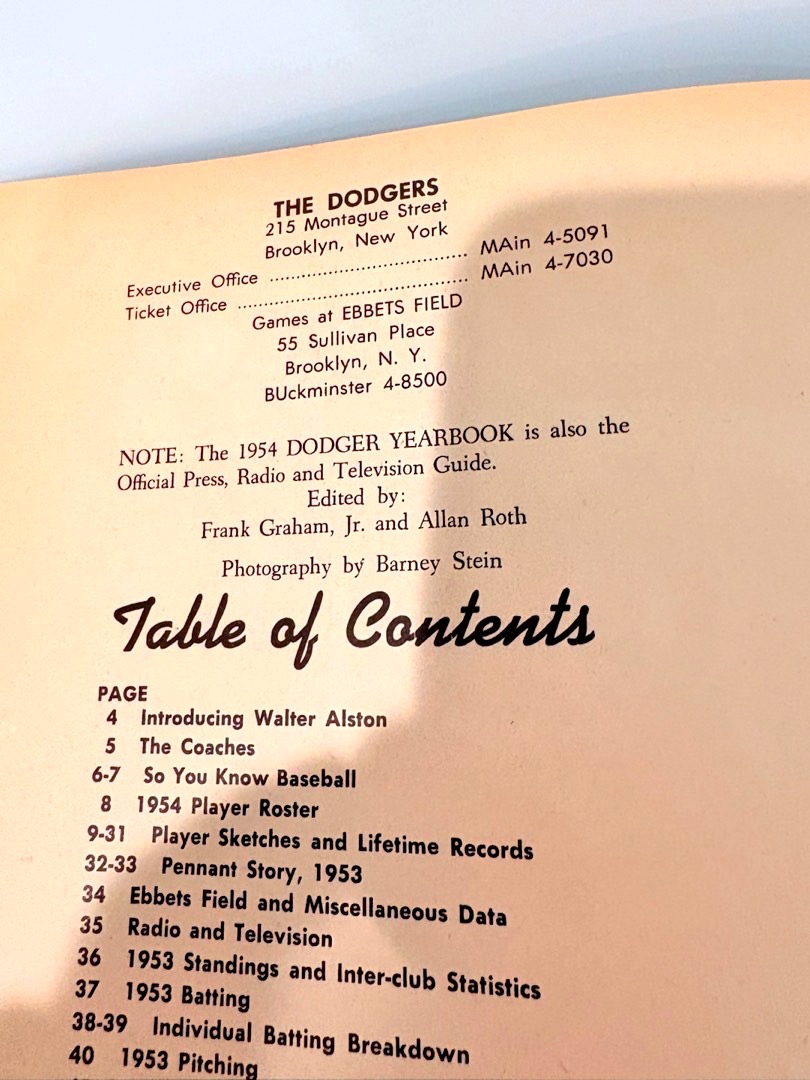 THE DODGERS
215 Montague Street
Brooklyn, New York
Executive Office ........................................ MAin 4-5091
Ticket Office ............................................... MAin 4-7030
Games at EBBETS FIELD
55 Sullivan Place
Brooklyn, N. Y.
BUckminster 4-8500
NOTE: The 1954 DODGER YEARBOOK is also the
Official Press, Radio and Television Guide.
Edited by:
Frank Graham, Jr. and Allan Roth
Photography by Barney Stein
Table of Contents
PAGE
4 Introducing Walter Alston
5 The Coaches
6-7 So You Know Baseball
8 1954 Player Roster
9-31 Player Sketches and Lifetime Records
32-33 Pennant Story, 1953
34 Ebbets Field and Miscellaneous Data
35 Radio and Television
36 1953 Standings and Inter-club Statistics
37 1953 Batting
38-39 Individual Batting Breakdown
40 1953 Pitching